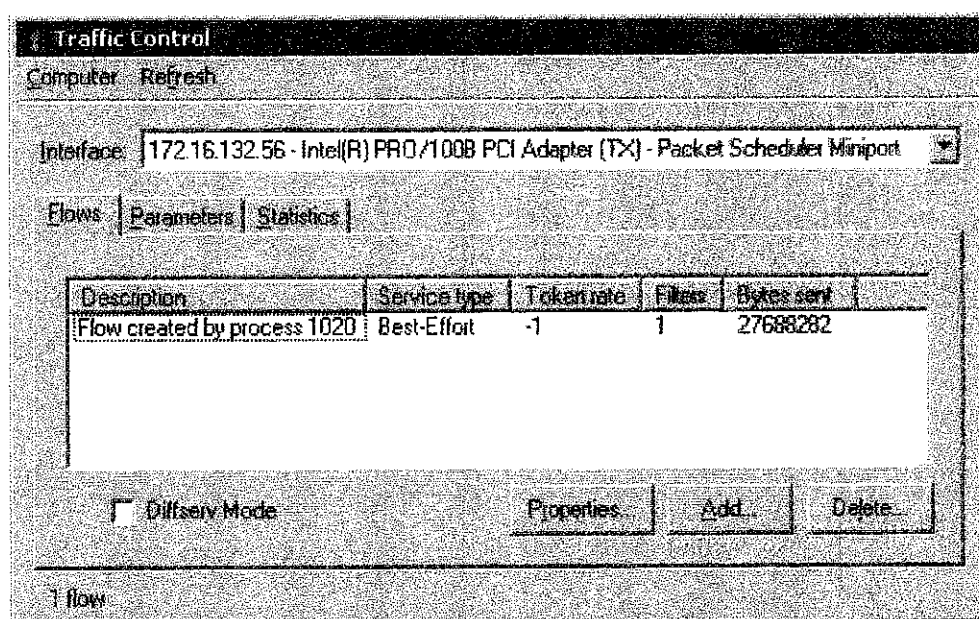 Traffic Control
Computer Refresh
Interface: 172.16.132.56 - Intel(R) PRO/100B PCI Adapter (TX) - Packet Scheduler Miniport
Flows Parameters Statistics
Description Service type Token rate Filters Bytes sent
Flow created by process 1020 Best-Effort -1 1 27688282
Diffserv Mode Properties... Add... Delete...
1 flow